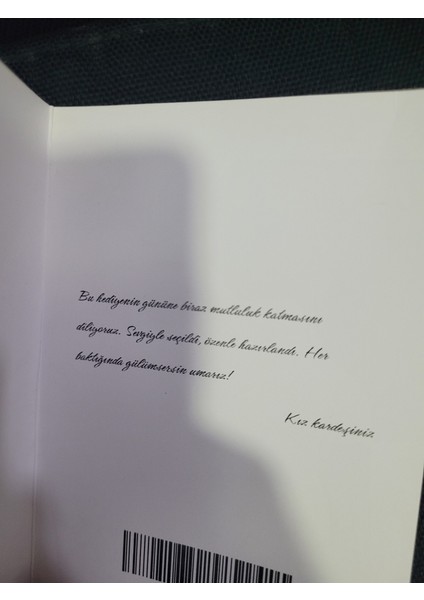 Bu hediyenin gününe biraz mutluluk katmasını
diliyoruz. Sevgiyle seçildi, özenle hazırlandı. Her
baktığında gülümsersin umarız!
Kız kardeşiniz